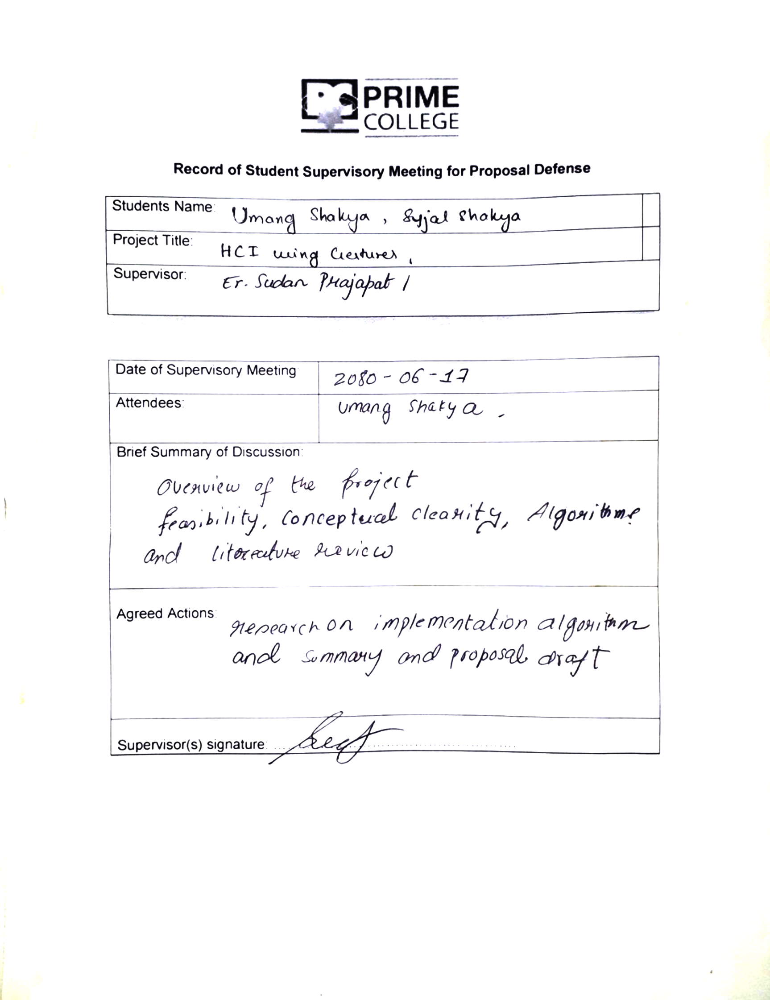 PRIME
COLLEGE
Record of Student Supervisory Meeting for Proposal Defense
Students Name: Umang Shakya, Syjal Shakya
Project Title: HCI using Gestures,
Supervisor: Er. Sudan Prajapati
Date of Supervisory Meeting 2080-06-17
Attendees: Umang Shakya.
Brief Summary of Discussion:
Overview of the project
feasibility, conceptual clearity, Algorithms
and litereature review
Agreed Actions: research on implementation algorithm
and summary and proposal draft
Supervisor(s) signature: